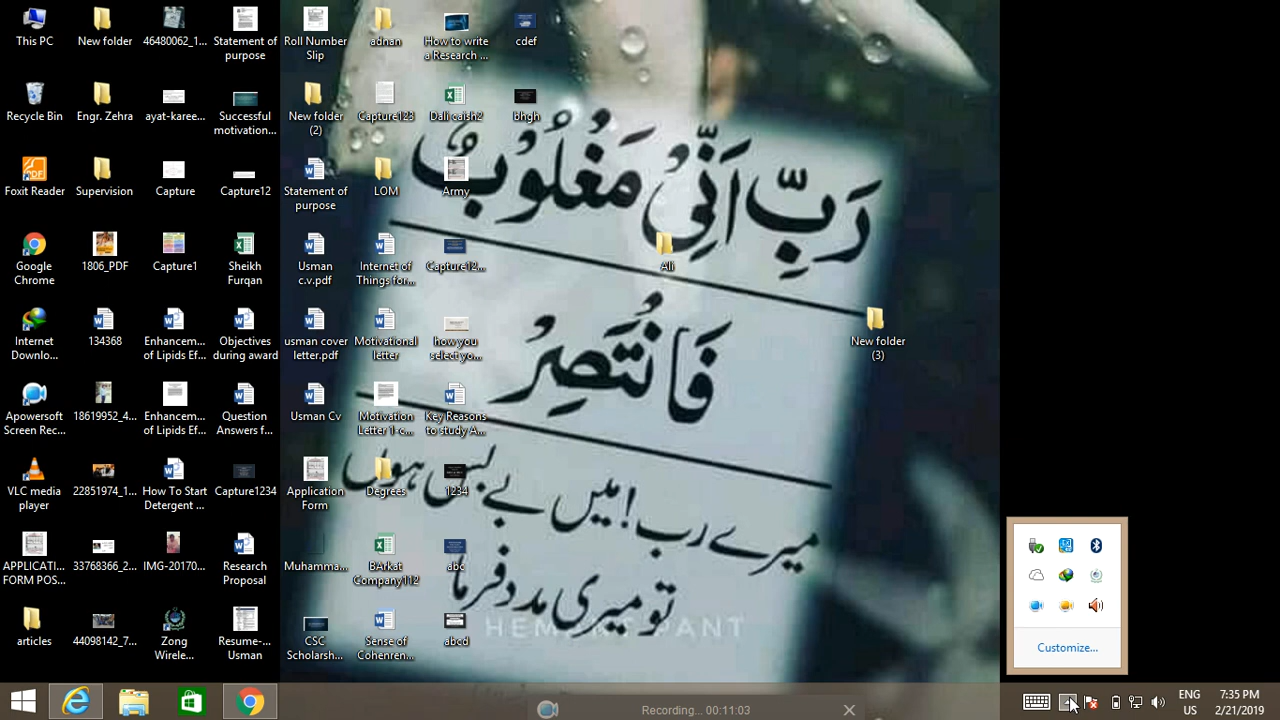 This PC
New folder
46480062_1...
Statement of purpose
Roll Number Slip
adnan
How to write a Research ...
cdef
Recycle Bin
Engr. Zehra
ayat-karee...
Successful motivation...
New folder (2)
Capture123
Dali caish2
bhgh
Foxit Reader
Supervision
Capture
Capture12
Statement of purpose
LOM
Army
Google Chrome
1806_PDF
Capture1
Sheikh Furqan
Usman c.v.pdf
Internet of Things for...
Capture12...
Ali
Internet Downlo...
134368
Enhancem... of Lipids Ef...
Objectives during award
usman cover letter.pdf
Motivational letter
how you select yo...
New folder (3)
Apowersoft Screen Rec...
18619952_4...
Enhancem... of Lipids Ef...
Question Answers f...
Usman Cv
Motivation Letter 1-c...
Key Reasons to study A...
VLC media player
22851974_1...
How To Start Detergent ...
Capture1234
Application Form
Degrees
1234
APPLICATI... FORM POS...
33768366_2...
IMG-20170...
Research Proposal
Muhamma...
BArkat Company112
abc
articles
44098142_7...
Zong Wirele...
Resume-... Usman
CSC Scholarsh...
Sense of Cohenren...
abcd
رَبِّ اَنِّىْ مَغْلُوْبٌ
فَانْتَصِرْ
میرے رب! میں بے بس ہوں
تو میری مدد فرما
Customize...
Recording... 00:11:03
ENG
US
7:35 PM
2/21/2019